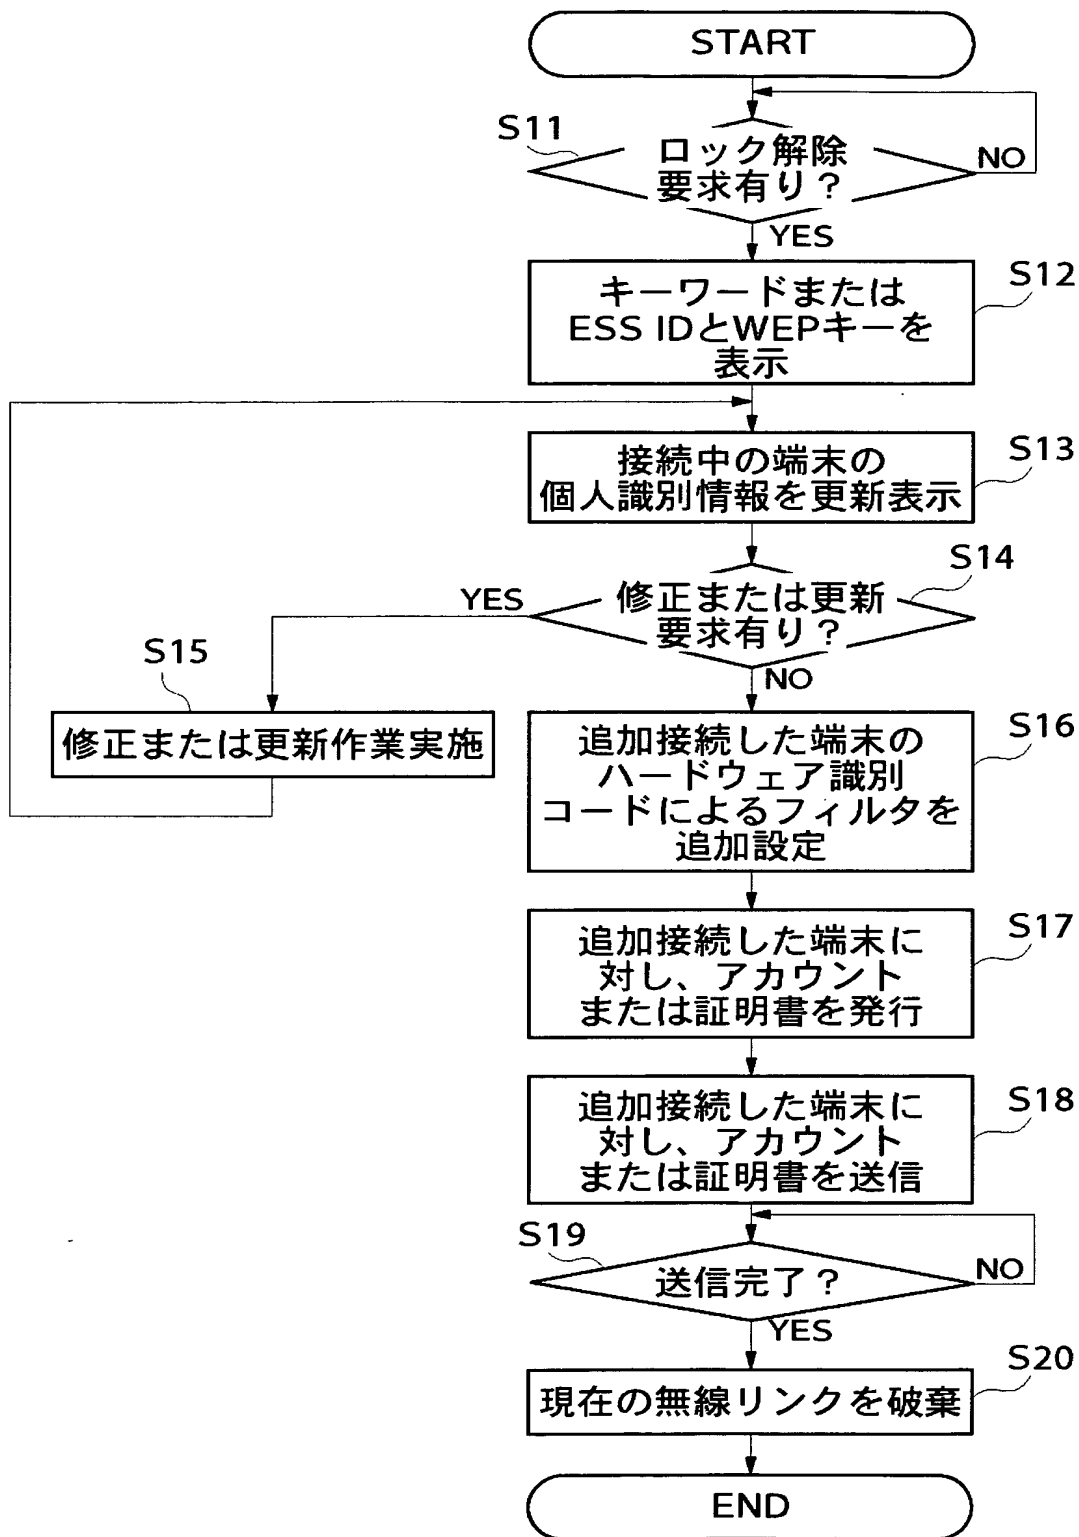 START
S11
ロック解除
要求有り?
NO
YES
S12
キーワードまたは
ESS IDとWEPキーを
表示
S13
接続中の端末の
個人識別情報を更新表示
S14
修正または更新
要求有り?
YES
NO
S15
修正または更新作業実施
S16
追加接続した端末の
ハードウェア識別
コードによるフィルタを
追加設定
S17
追加接続した端末に
対し、アカウント
または証明書を発行
S18
追加接続した端末に
対し、アカウント
または証明書を送信
S19
送信完了?
NO
YES
S20
現在の無線リンクを破棄
END